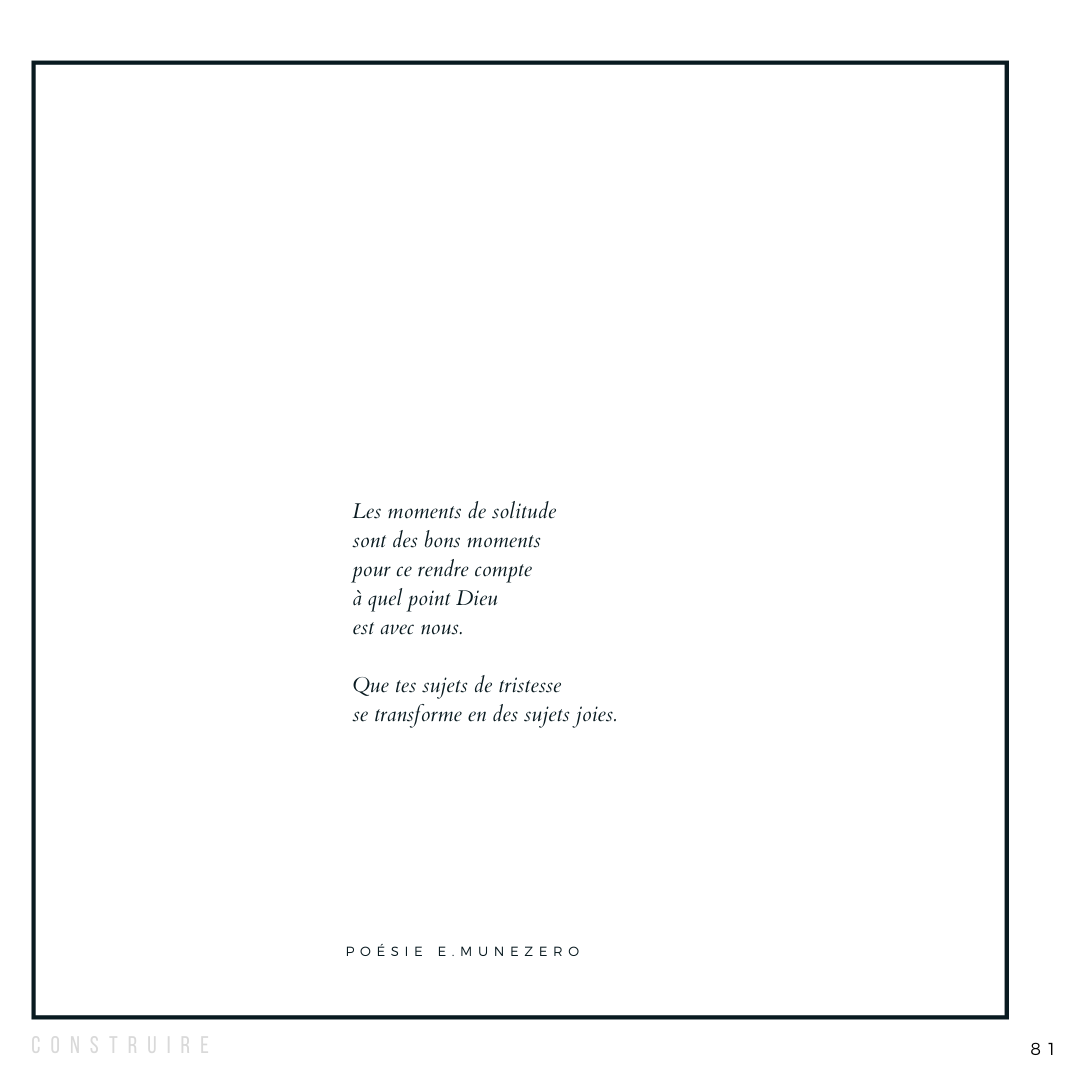 Les moments de solitude
sont des bons moments
pour ce rendre compte
à quel point Dieu
est avec nous.
Que tes sujets de tristesse
se transforme en des sujets joies.
POÉSIE E.MUNEZERO
CONSTRUIRE
81